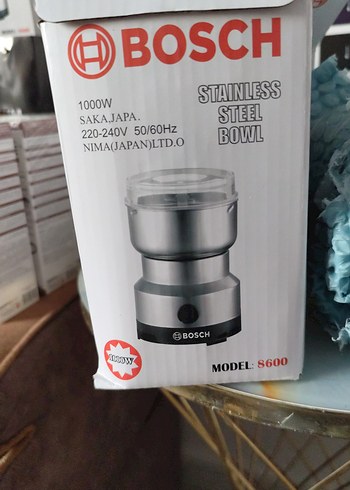 BOSCH
1000W
SAKA.JAPA.
220-240V 50/60Hz
NIMA(JAPAN)LTD.O
STAINLESS
STEEL
BOWL
BOSCH
1000W
MODEL: S600